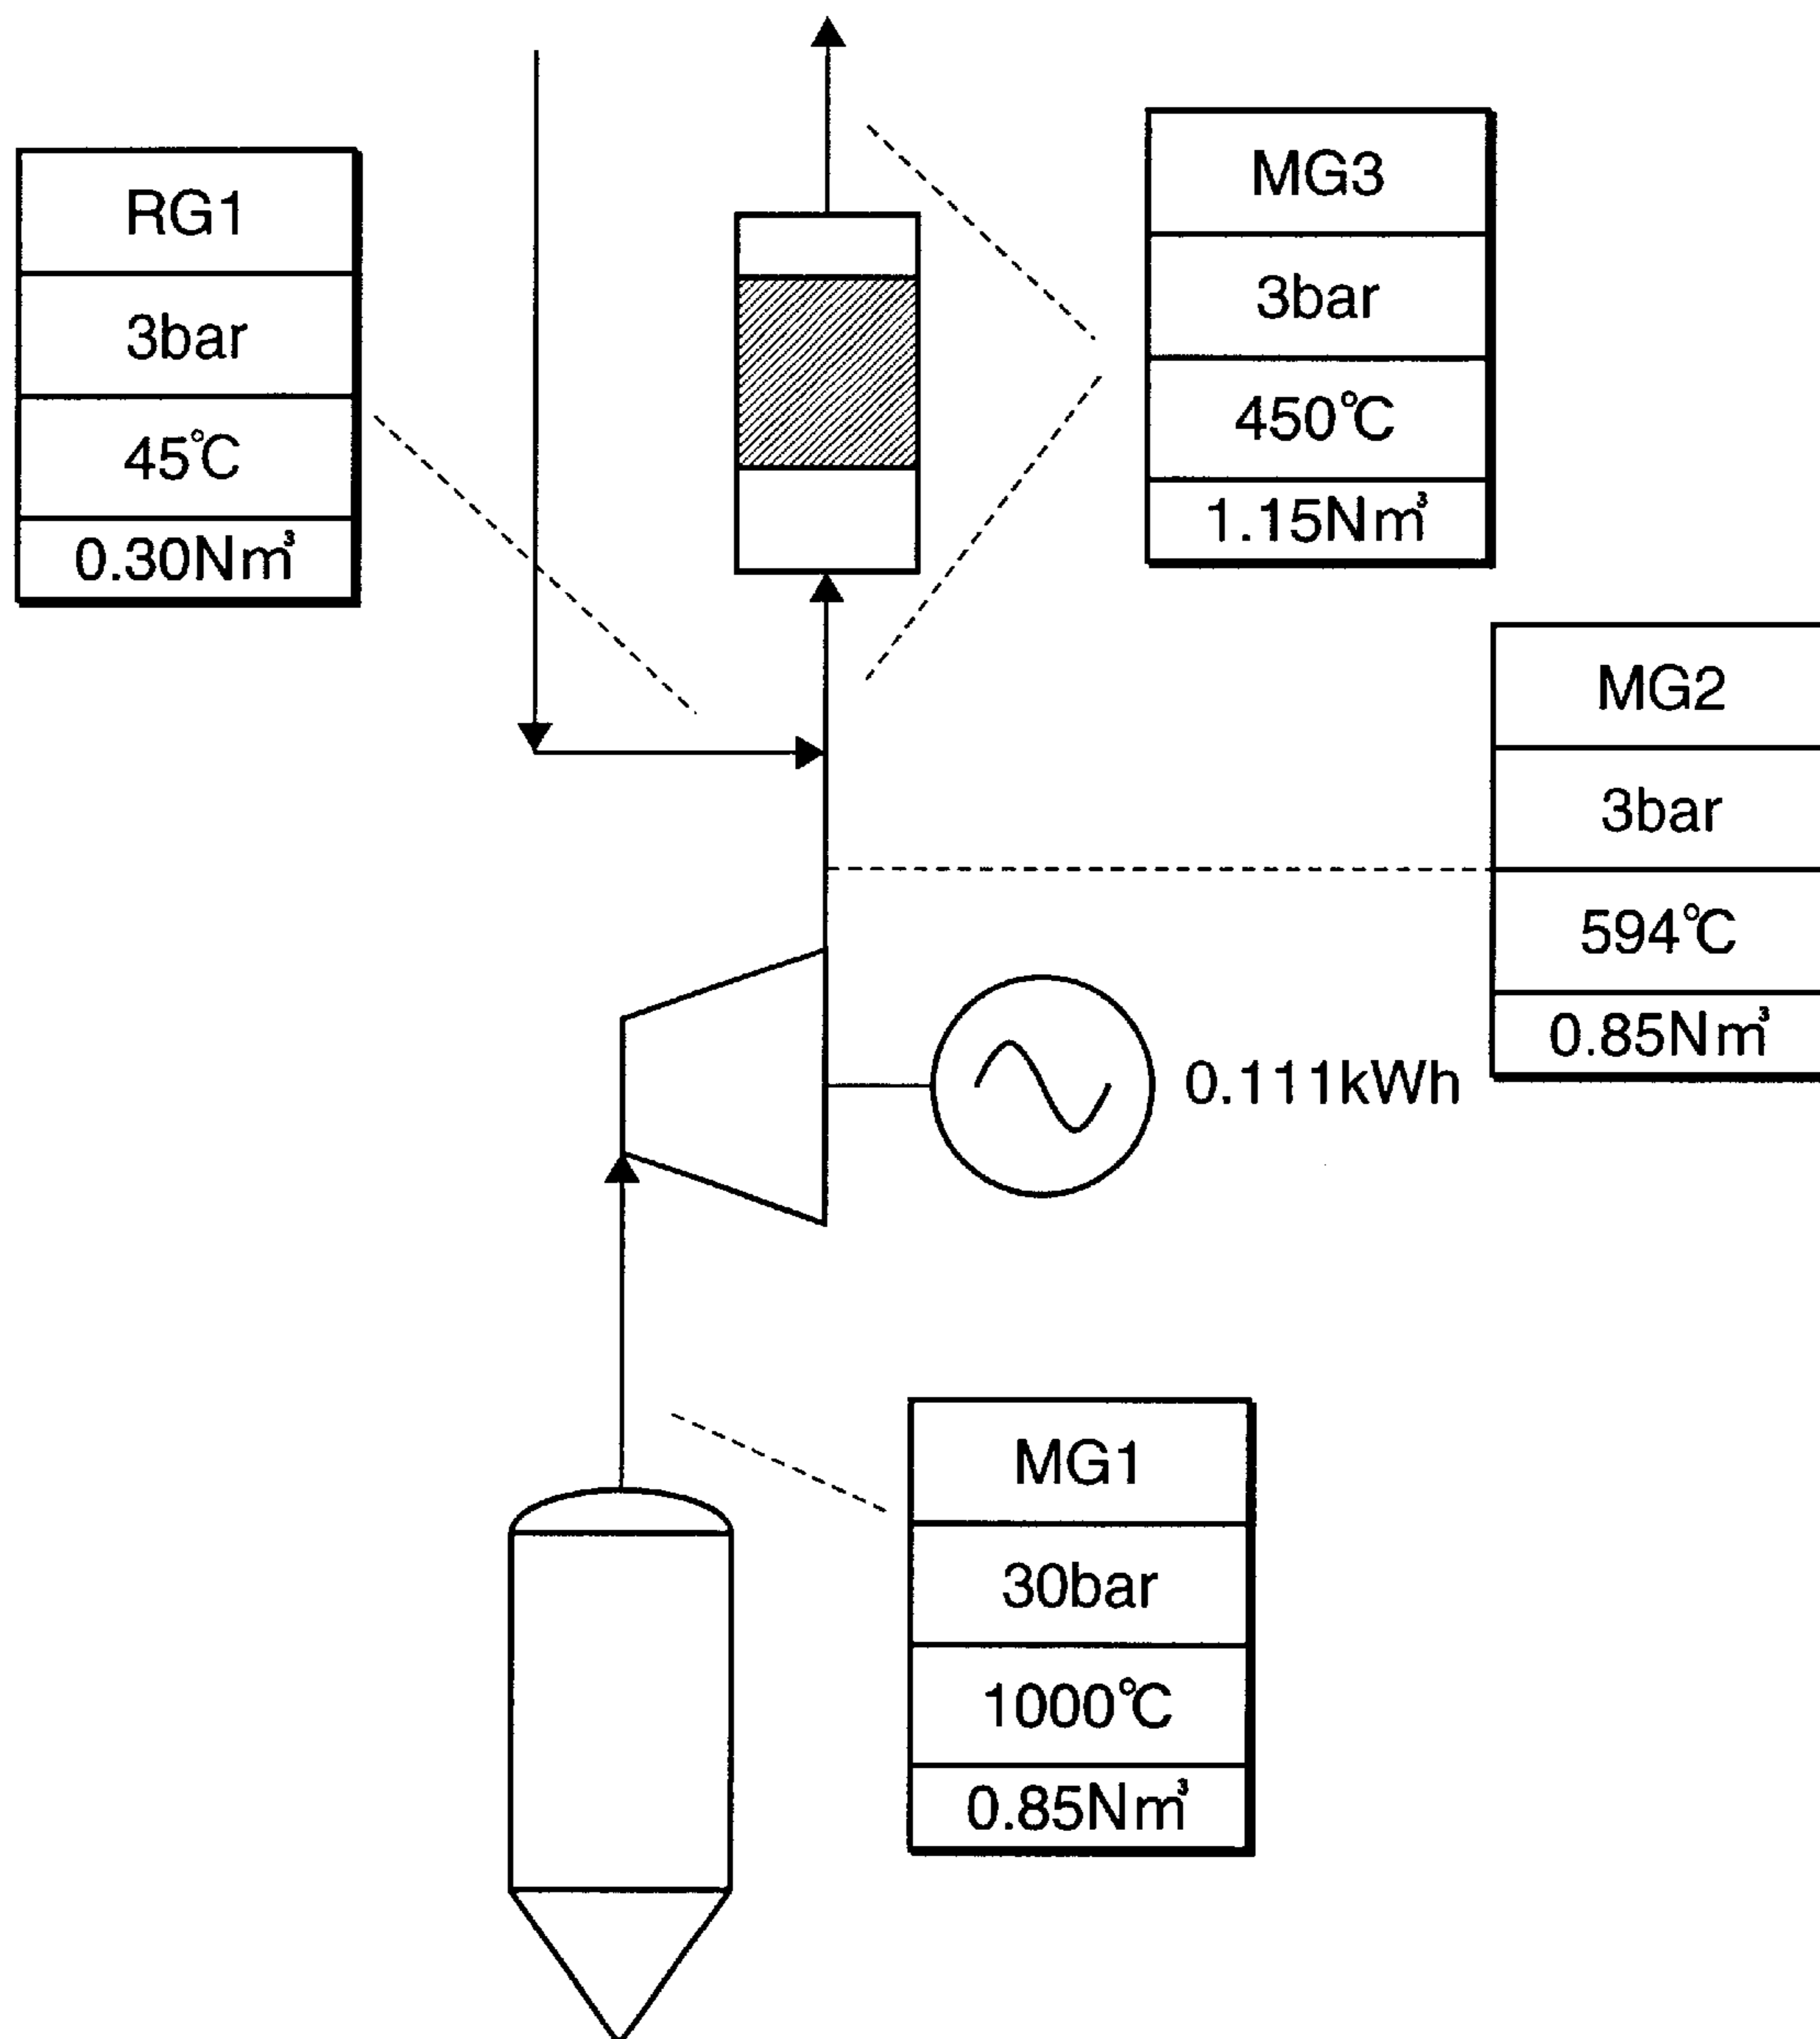 RG1
3bar
45℃
0.30Nm³
MG3
3bar
450℃
1.15Nm³
MG2
3bar
594℃
0.85Nm³
0.111kWh
MG1
30bar
1000℃
0.85Nm³